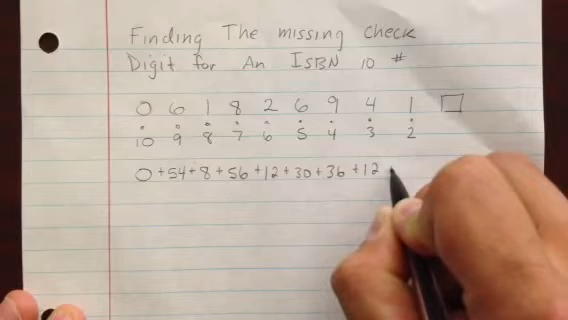 Finding The missing check
Digit for An ISBN 10 #
0 6 1 8 2 6 9 4 1 □
10 9 8 7 6 5 4 3 2
0 + 54 + 8 + 56 + 12 + 30 + 36 + 12